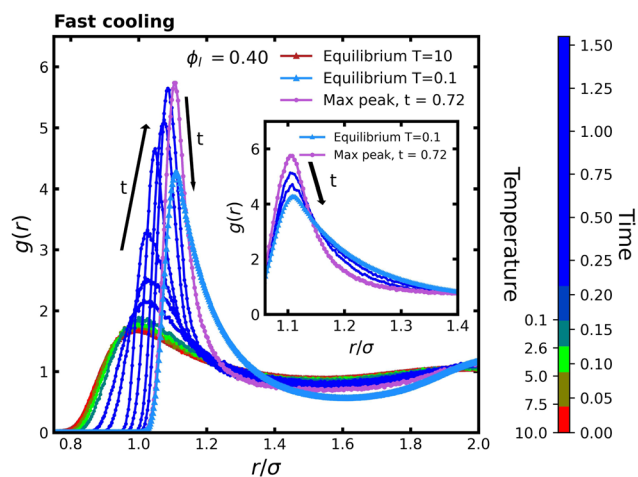 Fast cooling
ϕ_l = 0.40
Equilibrium T=10
Equilibrium T=0.1
Max peak, t = 0.72
t
t
g(r)
0
1
2
3
4
5
6
0.8
1.0
1.2
1.4
1.6
1.8
2.0
r/σ
Equilibrium T=0.1
Max peak, t = 0.72
t
g(r)
0
2
4
6
1.1
1.2
1.3
1.4
r/σ
Temperature
0.1
2.6
5.0
7.5
10.0
Time
1.50
1.25
1.00
0.75
0.50
0.25
0.20
0.15
0.10
0.05
0.00